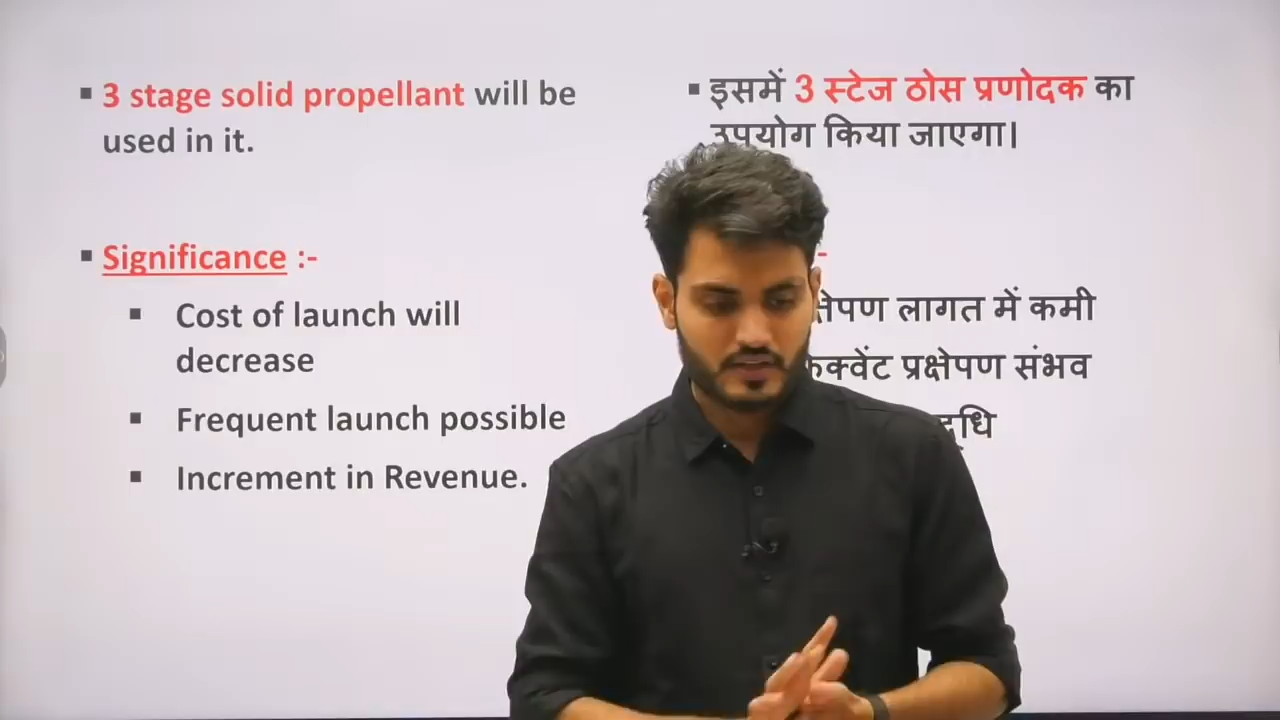 ▪ 3 stage solid propellant will be
used in it.
▪ Significance :-
▪ Cost of launch will
decrease
▪ Frequent launch possible
▪ Increment in Revenue.
▪ इसमें 3 स्टेज ठोस प्रणोदक का
उपयोग किया जाएगा।
लागत में कमी
प्रक्षेपण संभव